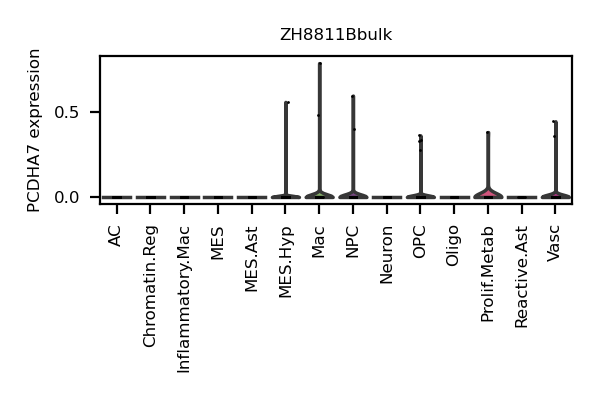 ZH8811Bbulk
PCDHA7 expression
0.5
0.0
AC
Chromatin.Reg
Inflammatory.Mac
MES
MES.Ast
MES.Hyp
Mac
NPC
Neuron
OPC
Oligo
Prolif.Metab
Reactive.Ast
Vasc